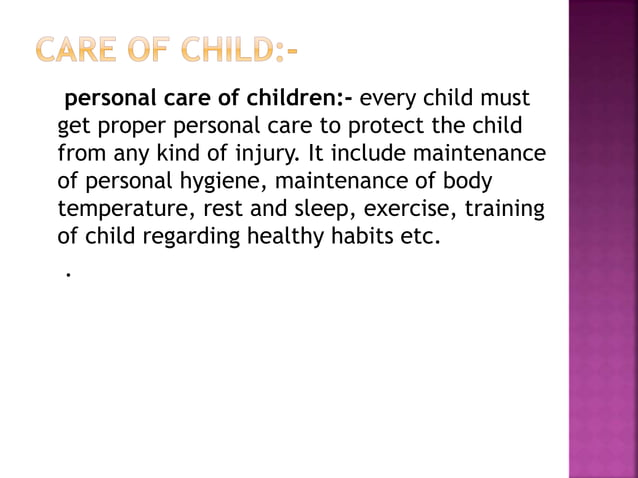 CARE OF CHILD:-
personal care of children:- every child must
get proper personal care to protect the child
from any kind of injury. It include maintenance
of personal hygiene, maintenance of body
temperature, rest and sleep, exercise, training
of child regarding healthy habits etc.
.